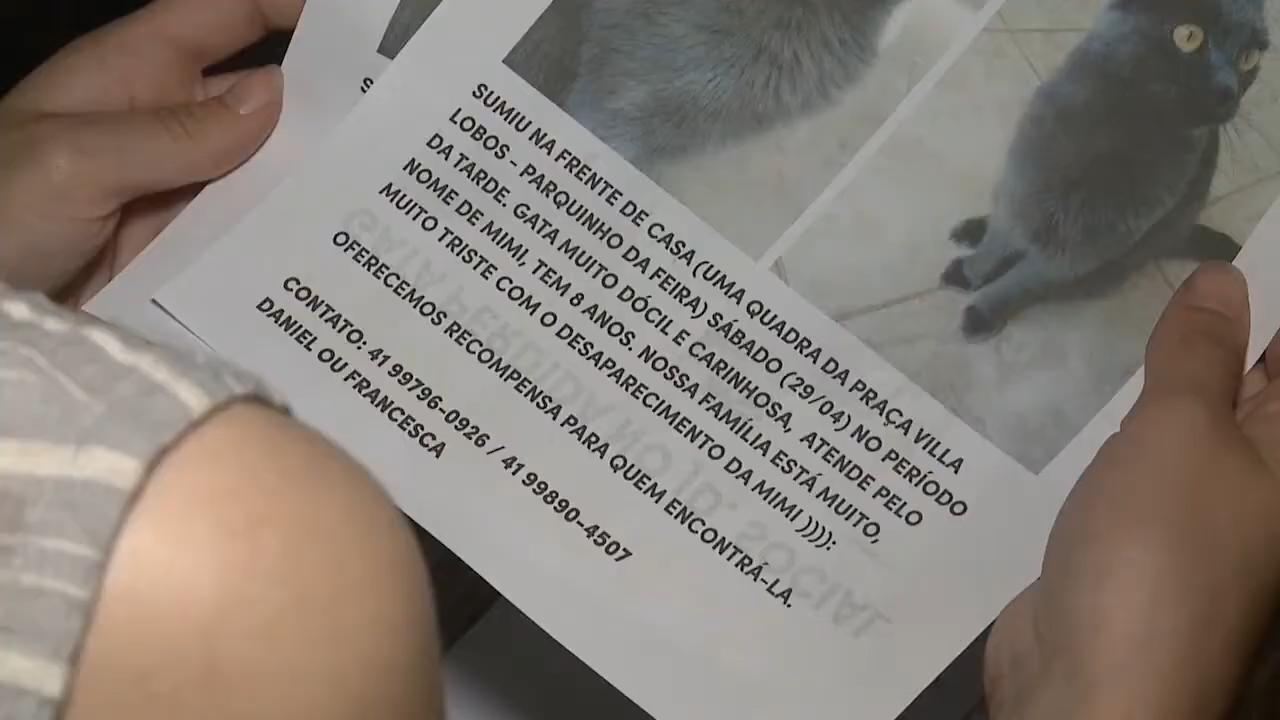 SUMIU NA FRENTE DE CASA (UMA QUADRA DA PRAÇA VILLA
LOBOS - PARQUINHO DA FEIRA) SÁBADO (29/04) NO PERÍODO
DA TARDE. GATA MUITO DÓCIL E CARINHOSA, ATENDE PELO
NOME DE MIMI, TEM 8 ANOS. NOSSA FAMÍLIA ESTÁ MUITO,
MUITO TRISTE COM O DESAPARECIMENTO DA MIMI )))):
OFERECEMOS RECOMPENSA PARA QUEM ENCONTRÁ-LA.
CONTATO: 41 99796-0926 / 41 99890-4507
DANIEL OU FRANCESCA